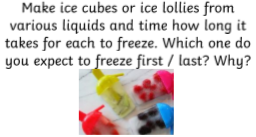 Make ice cubes or ice lollies from
various liquids and time how long it
takes for each to freeze. Which one do
you expect to freeze first / last? Why?